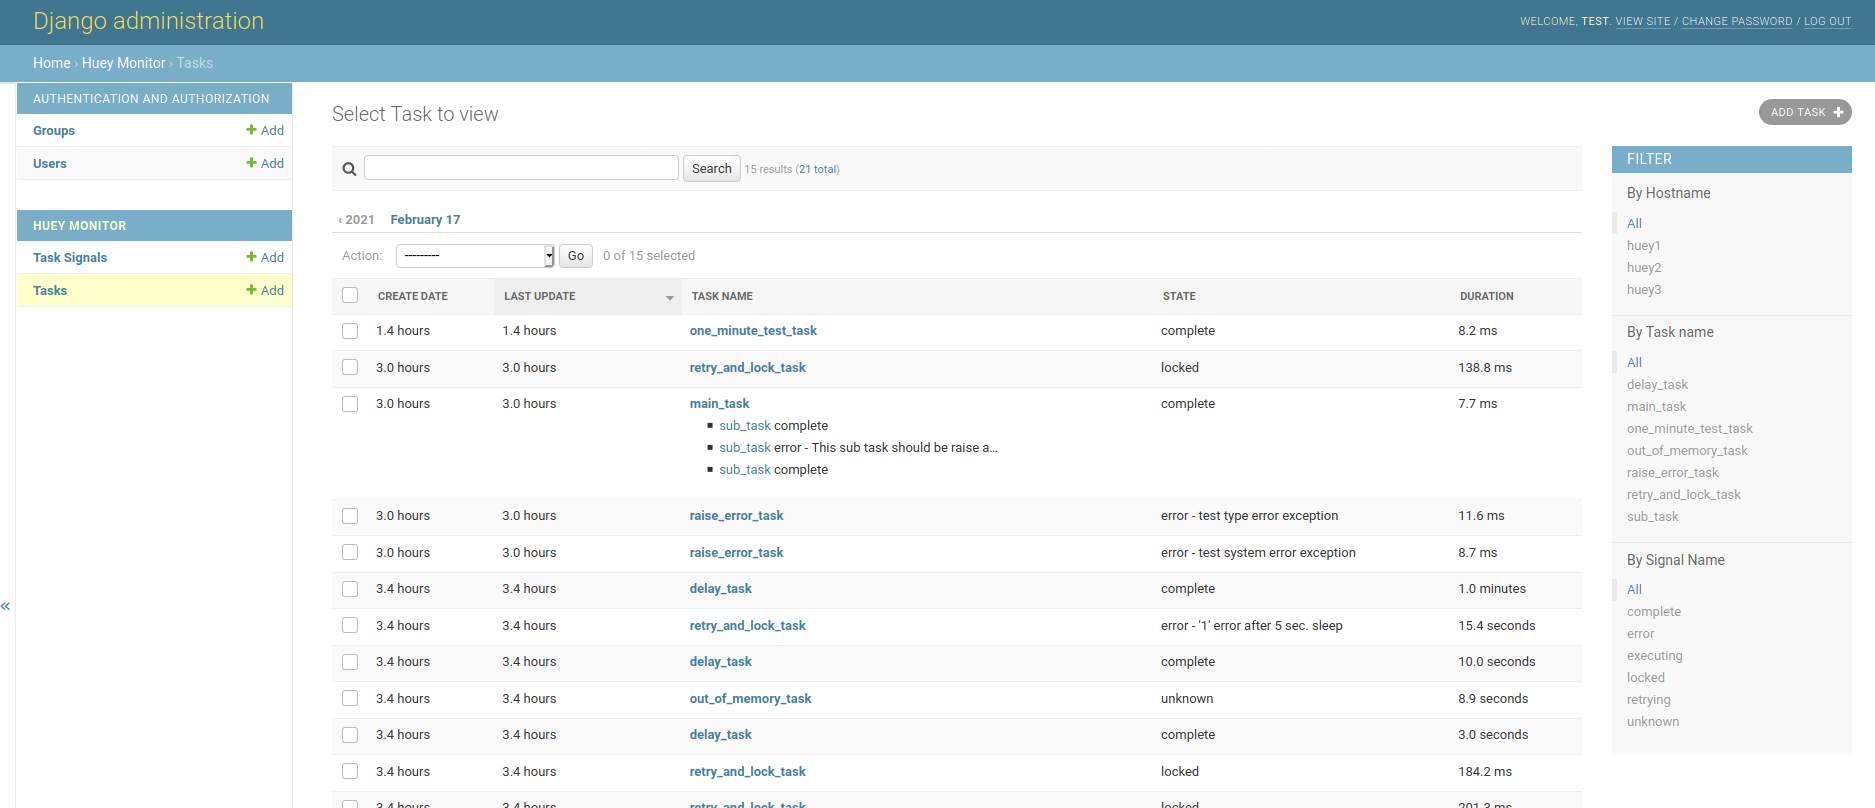 Django administration
WELCOME, TEST. VIEW SITE / CHANGE PASSWORD / LOG OUT
Home › Huey Monitor › Tasks
AUTHENTICATION AND AUTHORIZATION
Groups Add
Users Add
HUEY MONITOR
Task Signals Add
Tasks Add
«
Select Task to view
ADD TASK
Search 15 results (21 total)
‹ 2021 February 17
Action: --------- Go 0 of 15 selected
CREATE DATE LAST UPDATE TASK NAME STATE DURATION
1.4 hours 1.4 hours one_minute_test_task complete 8.2 ms
3.0 hours 3.0 hours retry_and_lock_task locked 138.8 ms
3.0 hours 3.0 hours main_task complete 7.7 ms
sub_task complete
sub_task error - This sub task should be raise a…
sub_task complete
3.0 hours 3.0 hours raise_error_task error - test type error exception 11.6 ms
3.0 hours 3.0 hours raise_error_task error - test system error exception 8.7 ms
3.4 hours 3.4 hours delay_task complete 1.0 minutes
3.4 hours 3.4 hours retry_and_lock_task error - '1' error after 5 sec. sleep 15.4 seconds
3.4 hours 3.4 hours delay_task complete 10.0 seconds
3.4 hours 3.4 hours out_of_memory_task unknown 8.9 seconds
3.4 hours 3.4 hours delay_task complete 3.0 seconds
3.4 hours 3.4 hours retry_and_lock_task locked 184.2 ms
3.4 hours 3.4 hours retry_and_lock_task locked 201.3 ms
FILTER
By Hostname
All
huey1
huey2
huey3
By Task name
All
delay_task
main_task
one_minute_test_task
out_of_memory_task
raise_error_task
retry_and_lock_task
sub_task
By Signal Name
All
complete
error
executing
locked
retrying
unknown